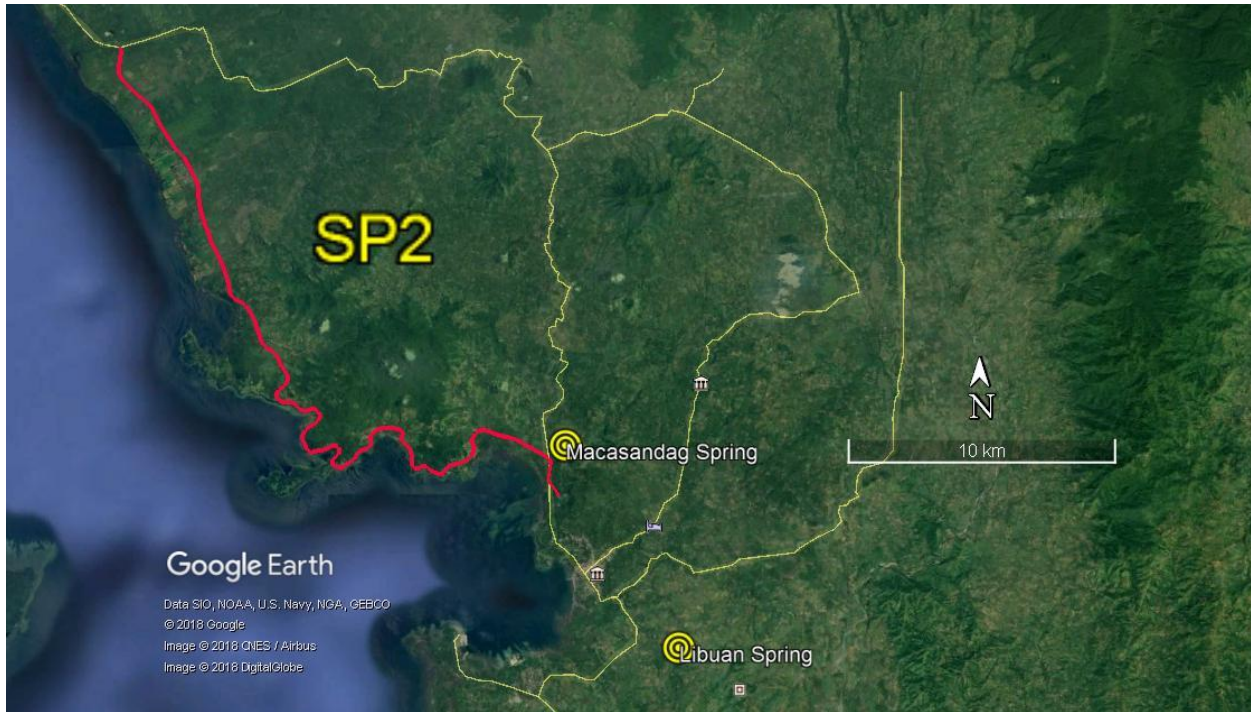 SP2
N
Macasandag Spring
10 km
Google Earth
Data SIO, NOAA, U.S. Navy, NGA, GEBCO
© 2018 Google
Image © 2018 CNES / Airbus
Image © 2018 DigitalGlobe
Libuan Spring